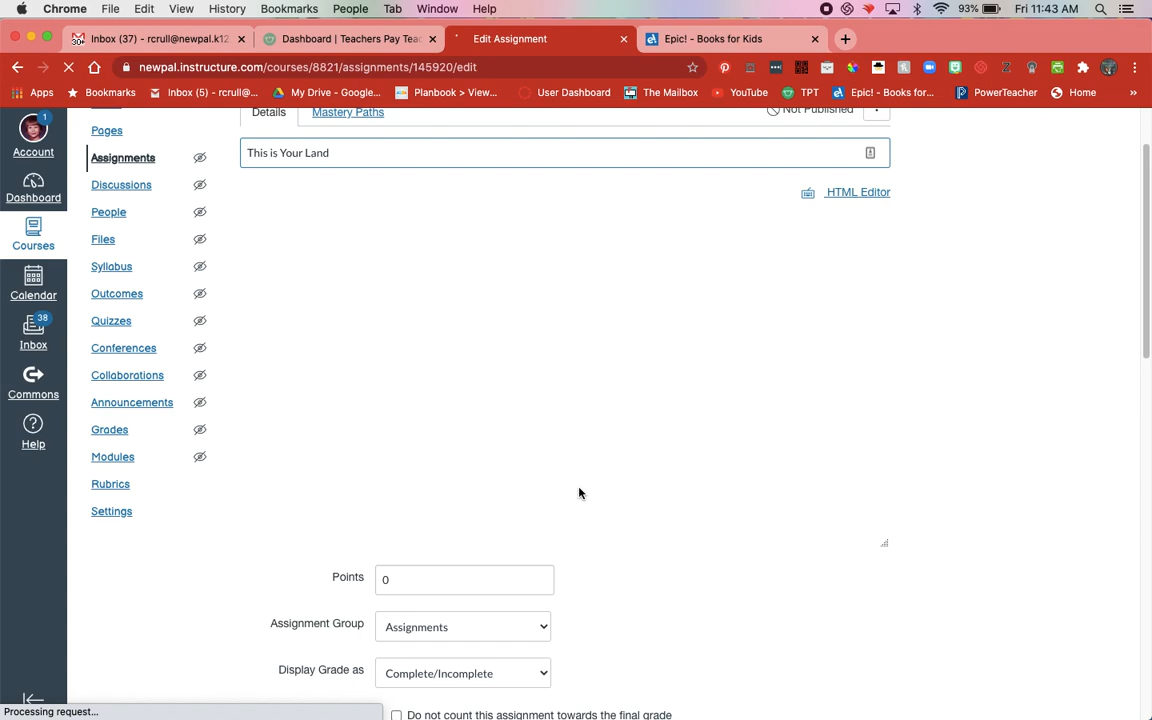 Chrome File Edit View History Bookmarks People Tab Window Help 93% Fri 11:43 AM
Inbox (37) - rcrull@newpal.k12 Dashboard | Teachers Pay Teac Edit Assignment Epic! - Books for Kids
newpal.instructure.com/courses/8821/assignments/145920/edit
Apps Bookmarks Inbox (5) - rcrull@... My Drive - Google... Planbook > View... User Dashboard The Mailbox YouTube TPT Epic! - Books for... PowerTeacher Home »
Details Mastery Paths Not Published
1
Account
Dashboard
Courses
Calendar
38
Inbox
Commons
Help
Pages
Assignments
Discussions
People
Files
Syllabus
Outcomes
Quizzes
Conferences
Collaborations
Announcements
Grades
Modules
Rubrics
Settings
This is Your Land
HTML Editor
Points 0
Assignment Group Assignments
Display Grade as Complete/Incomplete
Do not count this assignment towards the final grade
Processing request...